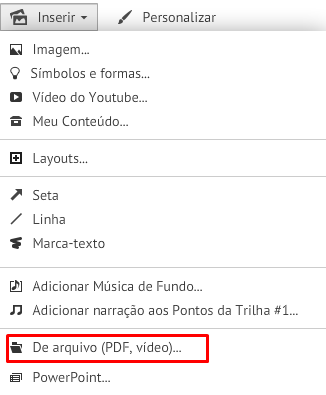 Inserir
Personalizar
Imagem...
Símbolos e formas...
Vídeo do Youtube...
Meu Conteúdo...
Layouts...
Seta
Linha
Marca-texto
Adicionar Música de Fundo...
Adicionar narração aos Pontos da Trilha #1...
De arquivo (PDF, vídeo)...
PowerPoint...